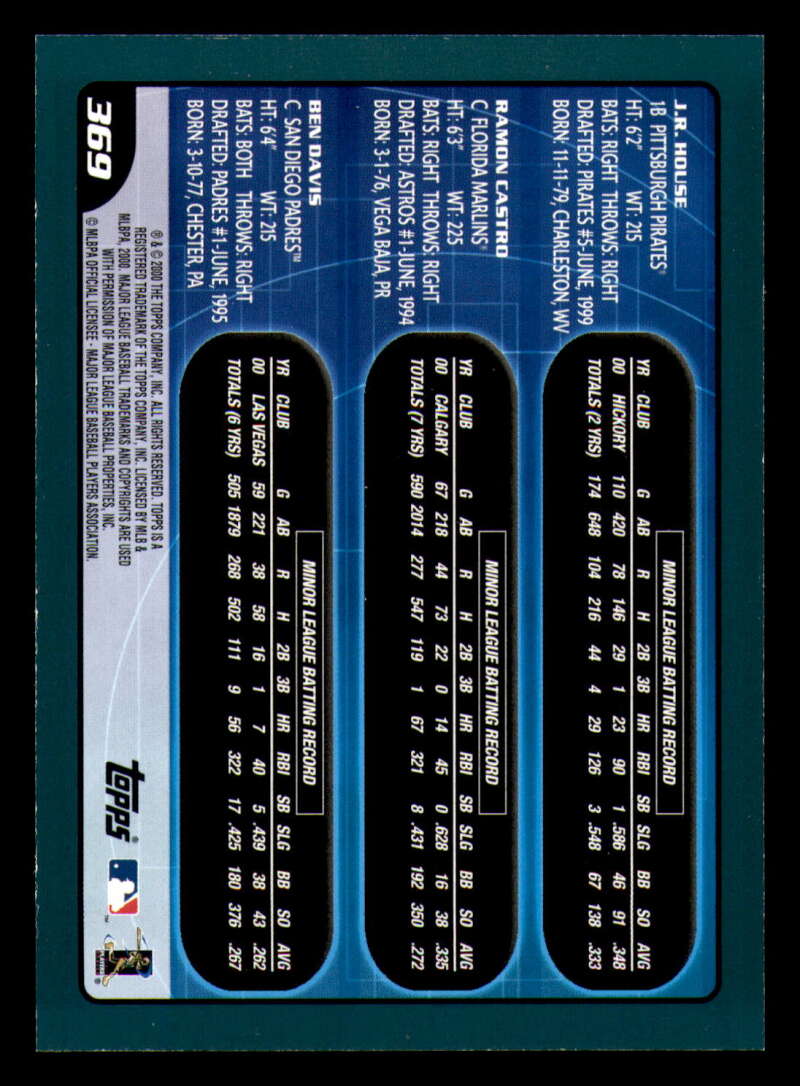 J.R. HOUSE
1B PITTSBURGH PIRATES®
HT: 6'2" WT: 215
BATS: RIGHT THROWS: RIGHT
DRAFTED: PIRATES #5-JUNE, 1999
BORN: 11-11-79, CHARLESTON, WV
MINOR LEAGUE BATTING RECORD
YR CLUB G AB R H 2B 3B HR RBI SB SLG BB SO AVG
00 HICKORY 110 420 78 146 29 1 23 90 1 .586 46 91 .348
TOTALS (2 YRS) 174 648 104 216 44 4 29 126 3 .548 67 138 .333
RAMON CASTRO
C FLORIDA MARLINS®
HT: 6'3" WT: 225
BATS: RIGHT THROWS: RIGHT
DRAFTED: ASTROS #1-JUNE, 1994
BORN: 3-1-76, VEGA BAJA, PR
MINOR LEAGUE BATTING RECORD
YR CLUB G AB R H 2B 3B HR RBI SB SLG BB SO AVG
00 CALGARY 67 218 44 73 22 0 14 45 0 .628 16 38 .335
TOTALS (7 YRS) 590 2014 277 547 119 1 67 321 8 .431 192 350 .272
BEN DAVIS
C SAN DIEGO PADRES™
HT: 6'4" WT: 215
BATS: BOTH THROWS: RIGHT
DRAFTED: PADRES #1-JUNE, 1995
BORN: 3-10-77, CHESTER, PA
MINOR LEAGUE BATTING RECORD
YR CLUB G AB R H 2B 3B HR RBI SB SLG BB SO AVG
00 LAS VEGAS 59 221 38 58 16 1 7 40 5 .439 38 43 .262
TOTALS (6 YRS) 505 1879 268 502 111 9 56 322 17 .425 180 376 .267
369
® & © 2000 THE TOPPS COMPANY, INC. ALL RIGHTS RESERVED. TOPPS IS A
REGISTERED TRADEMARK OF THE TOPPS COMPANY, INC. LICENSED BY MLB &
MLBPA, 2000. MAJOR LEAGUE BASEBALL TRADEMARKS AND COPYRIGHTS ARE USED
WITH PERMISSION OF MAJOR LEAGUE BASEBALL PROPERTIES, INC.
© MLBPA OFFICIAL LICENSEE - MAJOR LEAGUE BASEBALL PLAYERS ASSOCIATION.
topps®
™
PLAYERS ®